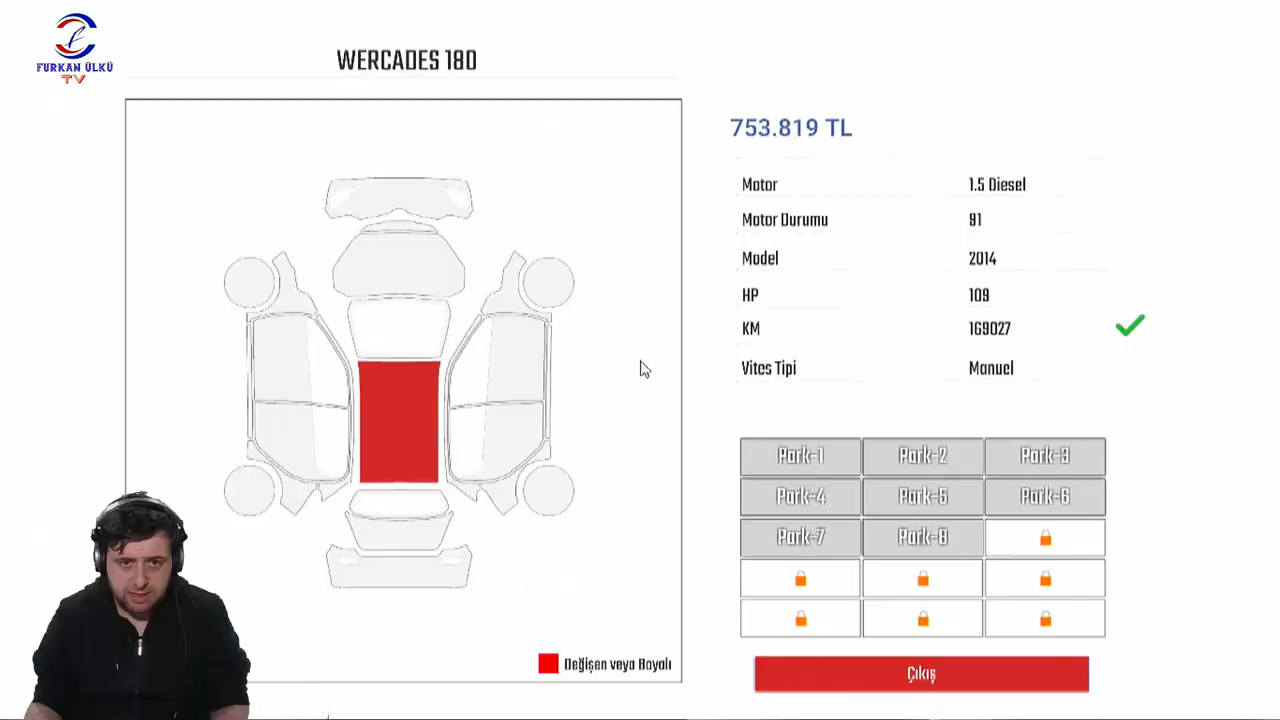 FURKAN ÜLKÜ
TV
WERCADES 180
753.819 TL
Motor 1.5 Diesel
Motor Durumu 91
Model 2014
HP 109
KM 169027
Vites Tipi Manuel
Park-1 Park-2 Park-3
Park-4 Park-5 Park-6
Park-7 Park-8
Değişen veya Boyalı
Çıkış